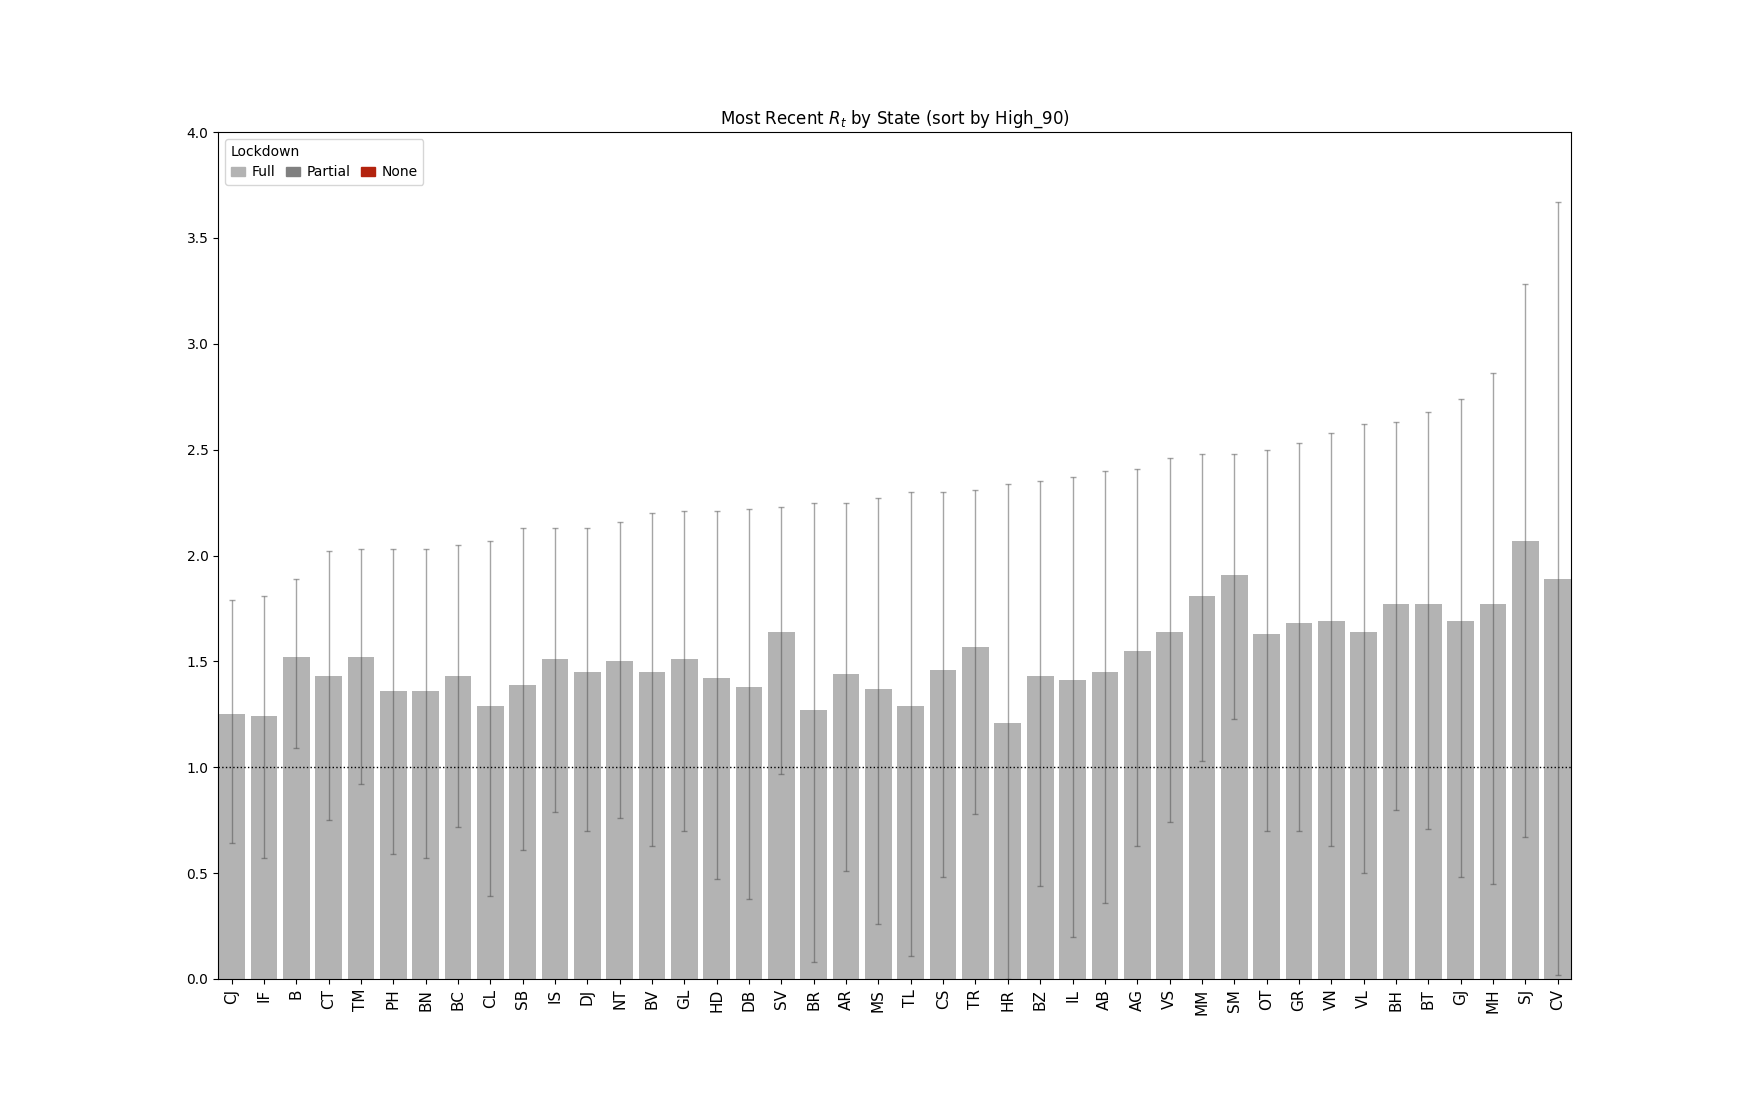 Most Recent R_t by State (sort by High_90)
4.0
3.5
3.0
2.5
2.0
1.5
1.0
0.5
0.0
Lockdown
Full Partial None
CJ IF B CT TM PH BN BC CL SB IS DJ NT BV GL HD DB SV BR AR MS TL CS TR HR BZ IL AB AG VS MM SM OT GR VN VL BH BT GJ MH SJ CV